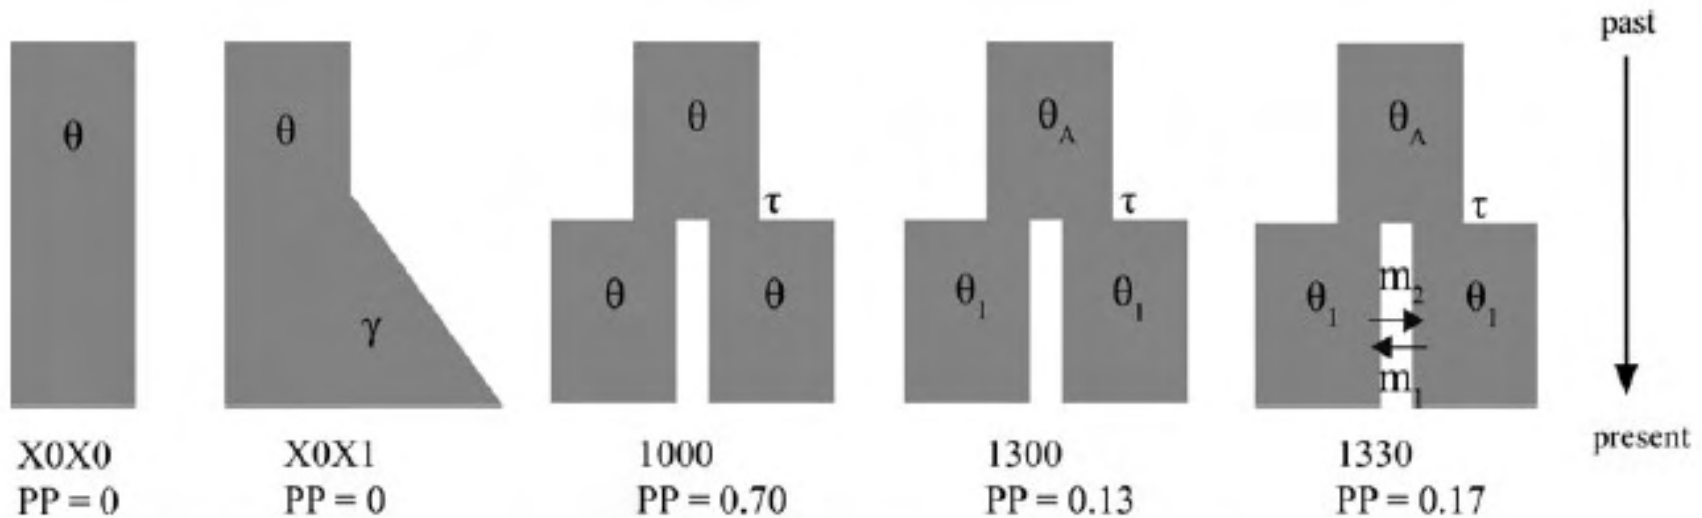 past
θ
θ
θ
θ_A
θ_A
τ
τ
τ
θ
θ
θ_1
θ_1
θ_1
m_2
θ_1
γ
m_1
present
X0X0
X0X1
1000
1300
1330
PP = 0
PP = 0
PP = 0.70
PP = 0.13
PP = 0.17